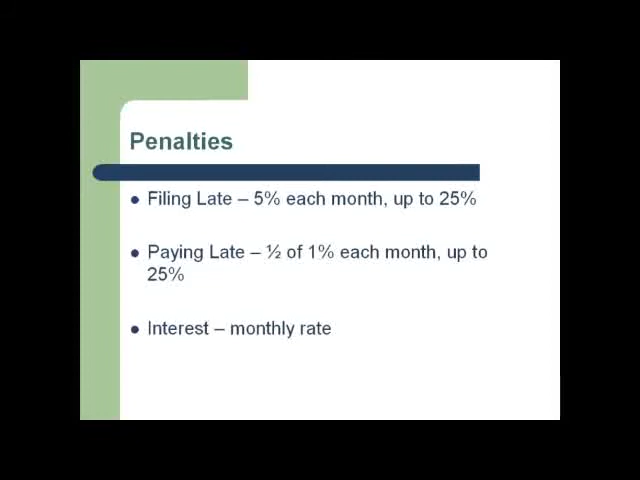 Penalties
● Filing Late – 5% each month, up to 25%
● Paying Late – ½ of 1% each month, up to
25%
● Interest – monthly rate